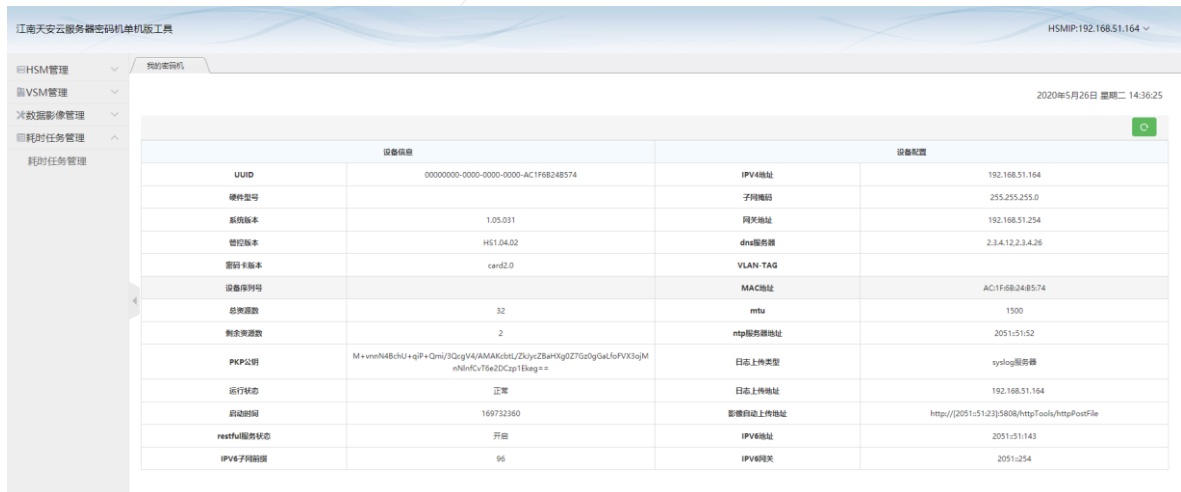 江南天安云服务器密码机单机版工具
HSMIP:192.168.51.164
HSM管理
VSM管理
数据影像管理
耗时任务管理
耗时任务管理
我的密码机
2020年5月26日 星期二 14:36:25
设备信息 设备配置
UUID 00000000-0000-0000-0000-AC1F6B24B574 IPV4地址 192.168.51.164
硬件型号 子网掩码 255.255.255.0
系统版本 1.05.031 网关地址 192.168.51.254
管控版本 HS1.04.02 dns服务器 2.3.4.12,2.3.4.26
密码卡版本 card2.0 VLAN-TAG
设备序列号 MAC地址 AC:1F:6B:24:B5:74
总资源数 32 mtu 1500
剩余资源数 2 ntp服务器地址 2051::51:52
PKP公钥 M+vnnN4BchU+qiP+Qmi/3QcgV4/AMAKcbtL/ZkJycZBaHXg0Z7Gz0gGaLfoFVX3ojM
nNlnfCvT6e2DCzp1Ekeg== 日志上传类型 syslog服务器
运行状态 正常 日志上传地址 192.168.51.164
启动时间 169732360 影像自动上传地址 http://[2051::51:23]:5808/httpTools/httpPostFile
restful服务状态 开启 IPV6地址 2051::51:143
IPV6子网前缀 96 IPV6网关 2051::254